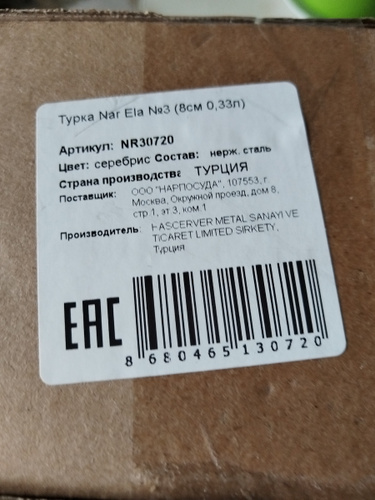 Турка Nar Ela №3 (8см 0,33л)
Артикул: NR30720
Цвет: серебрис Состав: нерж. сталь
Страна производства ТУРЦИЯ
Поставщик: ООО "НАРПОСУДА", 107553, г.
Москва, Окружной проезд, дом 8,
стр.1, эт.3, ком.1
Производитель: HASCERVER METAL SANAYI VE
TICARET LIMITED SIRKETY,
Турция
EAC
8 680465 130720